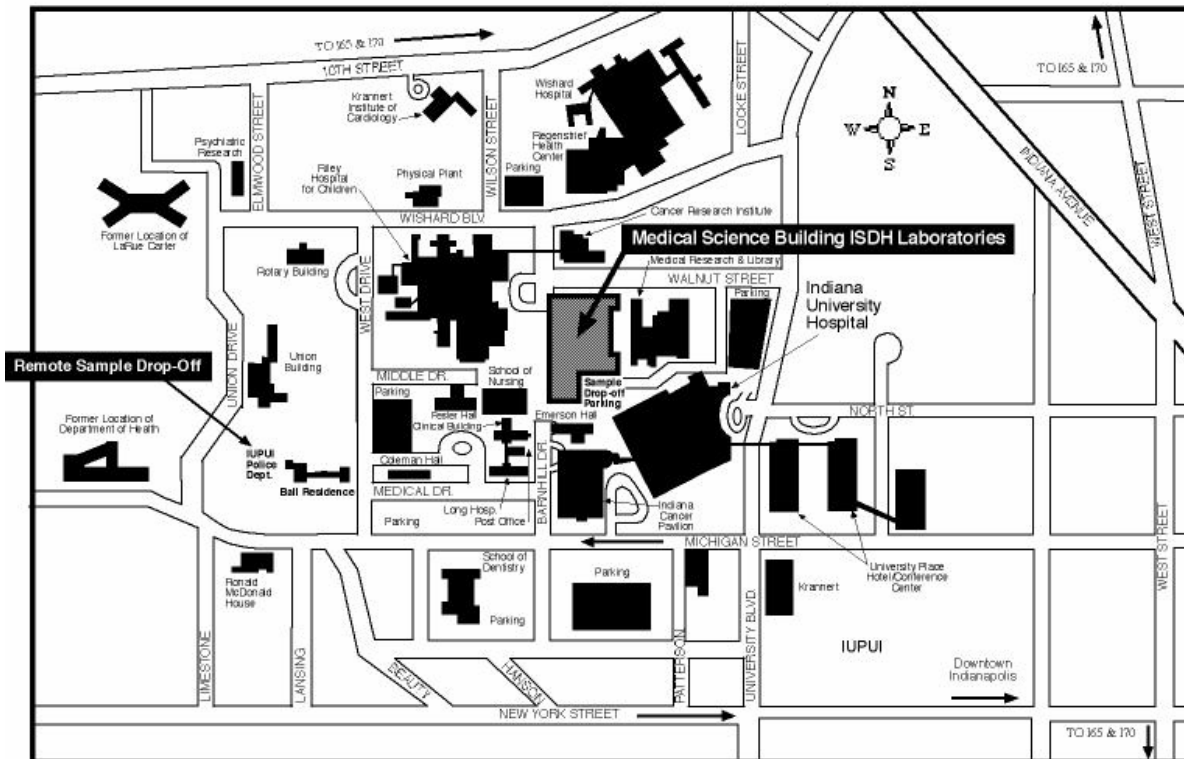 TO I65 & I70
10TH STREET
TO I65 & I70
Krannert
Institute of
Cardiology
Wishard
Hospital
LOCKE STREET
N
W E
S
ELMWOOD STREET
WILSON STREET
Psychiatric
Research
Riley
Hospital
for Children
Physical Plant
Parking
Regenstrief
Health
Center
INDIANA AVENUE
WEST STREET
WISHARD BLV.
Cancer Research Institute
Former Location of
LaRue Carter
Rotary Building
Medical Science Building ISDH Laboratories
Medical Research & Library
WALNUT STREET
WEST DRIVE
Parking
Indiana
University
Hospital
UNION DRIVE
Remote Sample Drop-Off
Union
Building
MIDDLE DR.
School of
Nursing
Sample
Drop-off
Parking
Parking
Fesler Hall
Clinical Building
Emerson Hall
NORTH ST.
Former Location of
Department of Health
IUPUI
Police
Dept.
Ball Residence
Coleman Hall
MEDICAL DR.
BARNHILL DR.
Long Hosp.
Post Office
Parking
Indiana
Cancer
Pavilion
MICHIGAN STREET
WEST STREET
School of
Dentistry
Parking
University Place
Hotel/Conference
Center
Ronald
McDonald
House
Krannert
Parking
IUPUI
LIMESTONE
LANSING
BEAUTY
HANSON
PATTERSON
UNIVERSITY BLVD.
Downtown
Indianapolis
NEW YORK STREET
TO I65 & I70